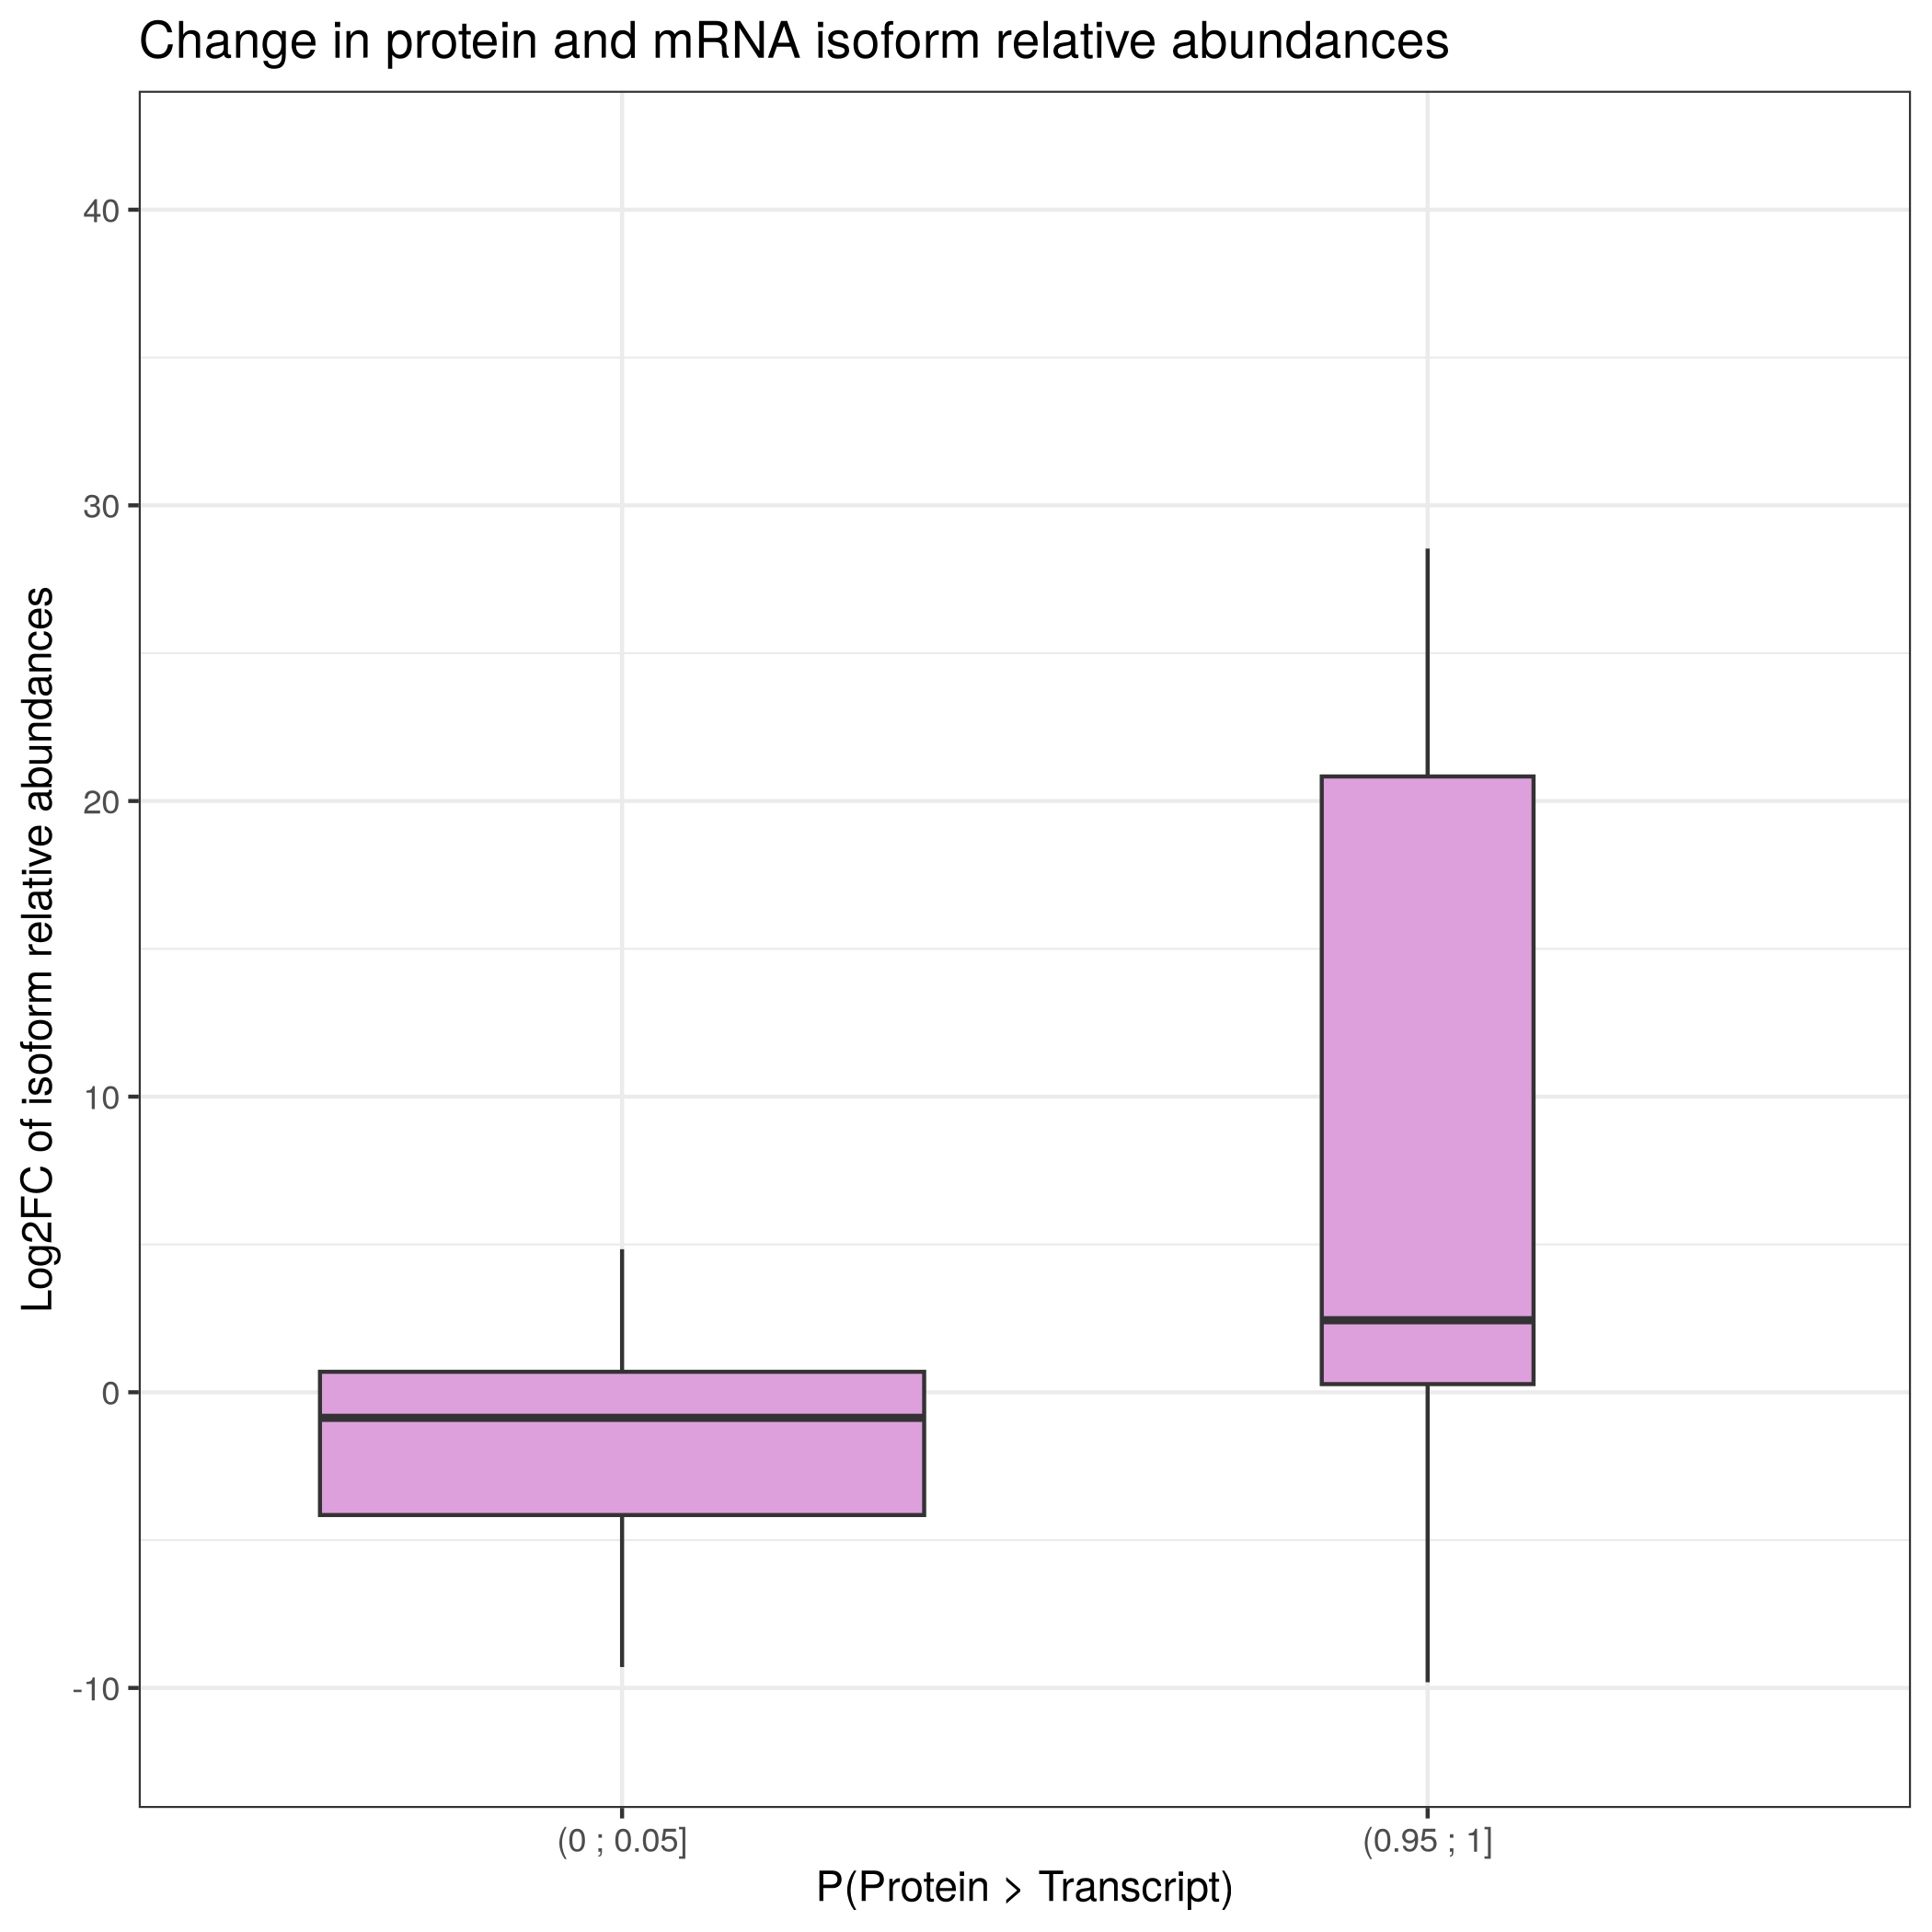 Change in protein and mRNA isoform relative abundances
Log2FC of isoform relative abundances
40
30
20
10
0
-10
(0 ; 0.05]
(0.95 ; 1]
P(Protein > Transcript)